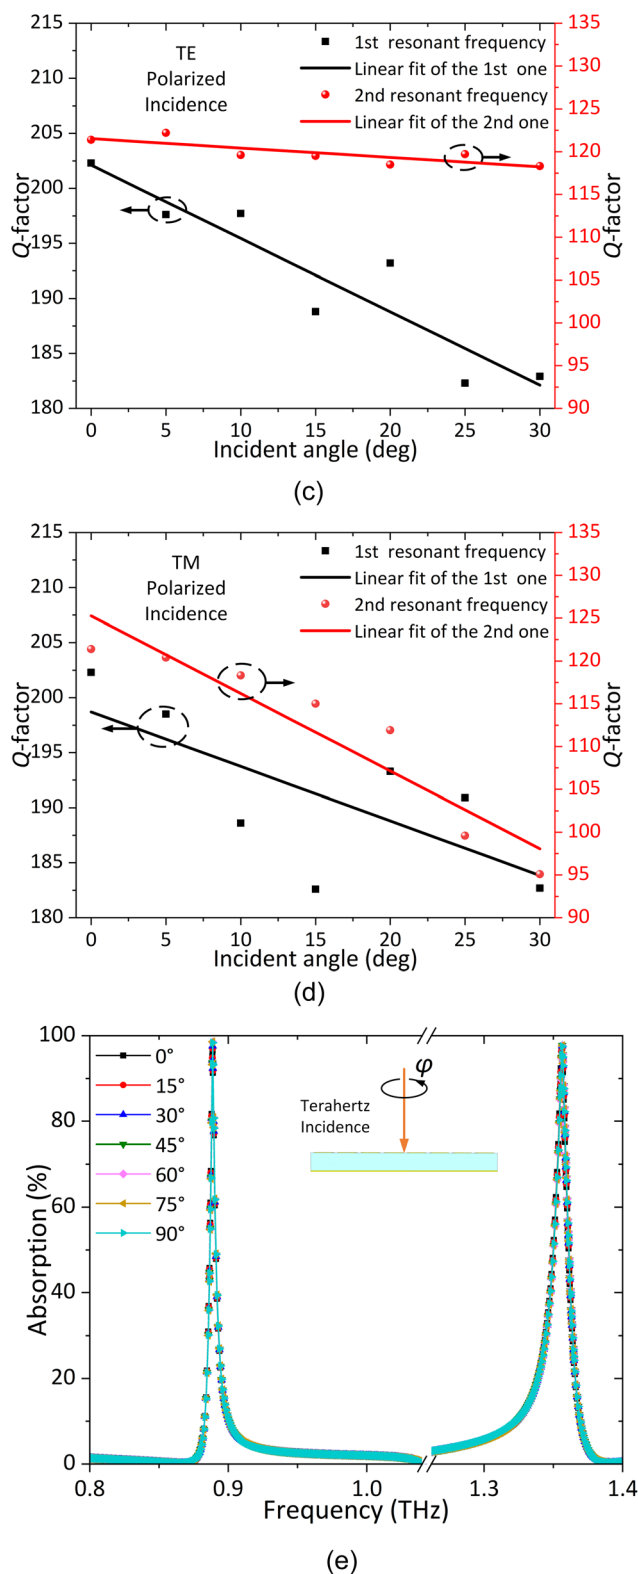 215
210
205
200
195
190
185
180
Q-factor
TE
Polarized
Incidence
1st resonant frequency
Linear fit of the 1st one
2nd resonant frequency
Linear fit of the 2nd one
135
130
125
120
115
110
105
100
95
90
Q-factor
0 5 10 15 20 25 30
Incident angle (deg)
(c)
215
210
205
200
195
190
185
180
Q-factor
TM
Polarized
Incidence
1st resonant frequency
Linear fit of the 1st one
2nd resonant frequency
Linear fit of the 2nd one
135
130
125
120
115
110
105
100
95
90
Q-factor
0 5 10 15 20 25 30
Incident angle (deg)
(d)
100
80
60
40
20
0
Absorption (%)
0°
15°
30°
45°
60°
75°
90°
φ
Terahertz
Incidence
0.8 0.9 1.0 1.3 1.4
Frequency (THz)
(e)